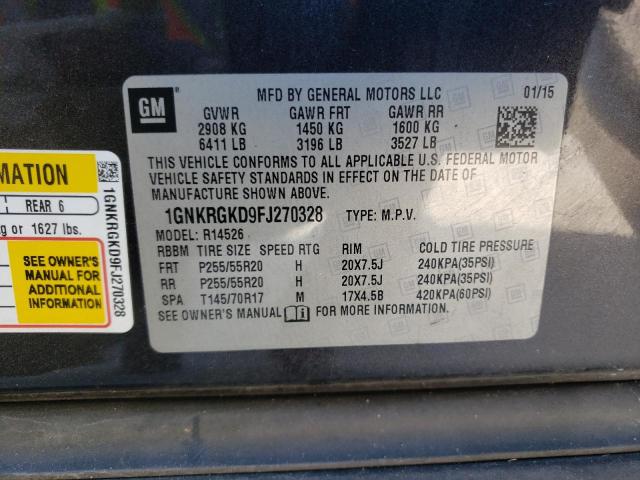 GM
MFD BY GENERAL MOTORS LLC 01/15
GVWR GAWR FRT GAWR RR
2908 KG 1450 KG 1600 KG
6411 LB 3196 LB 3527 LB
THIS VEHICLE CONFORMS TO ALL APPLICABLE U.S. FEDERAL MOTOR
VEHICLE SAFETY STANDARDS IN EFFECT ON THE DATE OF
MANUFACTURE SHOWN ABOVE.
1GNKRGKD9FJ270328 TYPE: M.P.V.
MODEL: R14526
RBBM TIRE SIZE SPEED RTG RIM COLD TIRE PRESSURE
FRT P255/55R20 H 20X7.5J 240KPA(35PSI)
RR P255/55R20 H 20X7.5J 240KPA(35PSI)
SPA T145/70R17 M 17X4.5B 420KPA(60PSI)
SEE OWNER'S MANUAL FOR MORE INFORMATION.
MATION
REAR 6
or 1627 lbs.
SEE OWNER'S
MANUAL FOR
ADDITIONAL
INFORMATION
1GNKRGKD9FJ270328